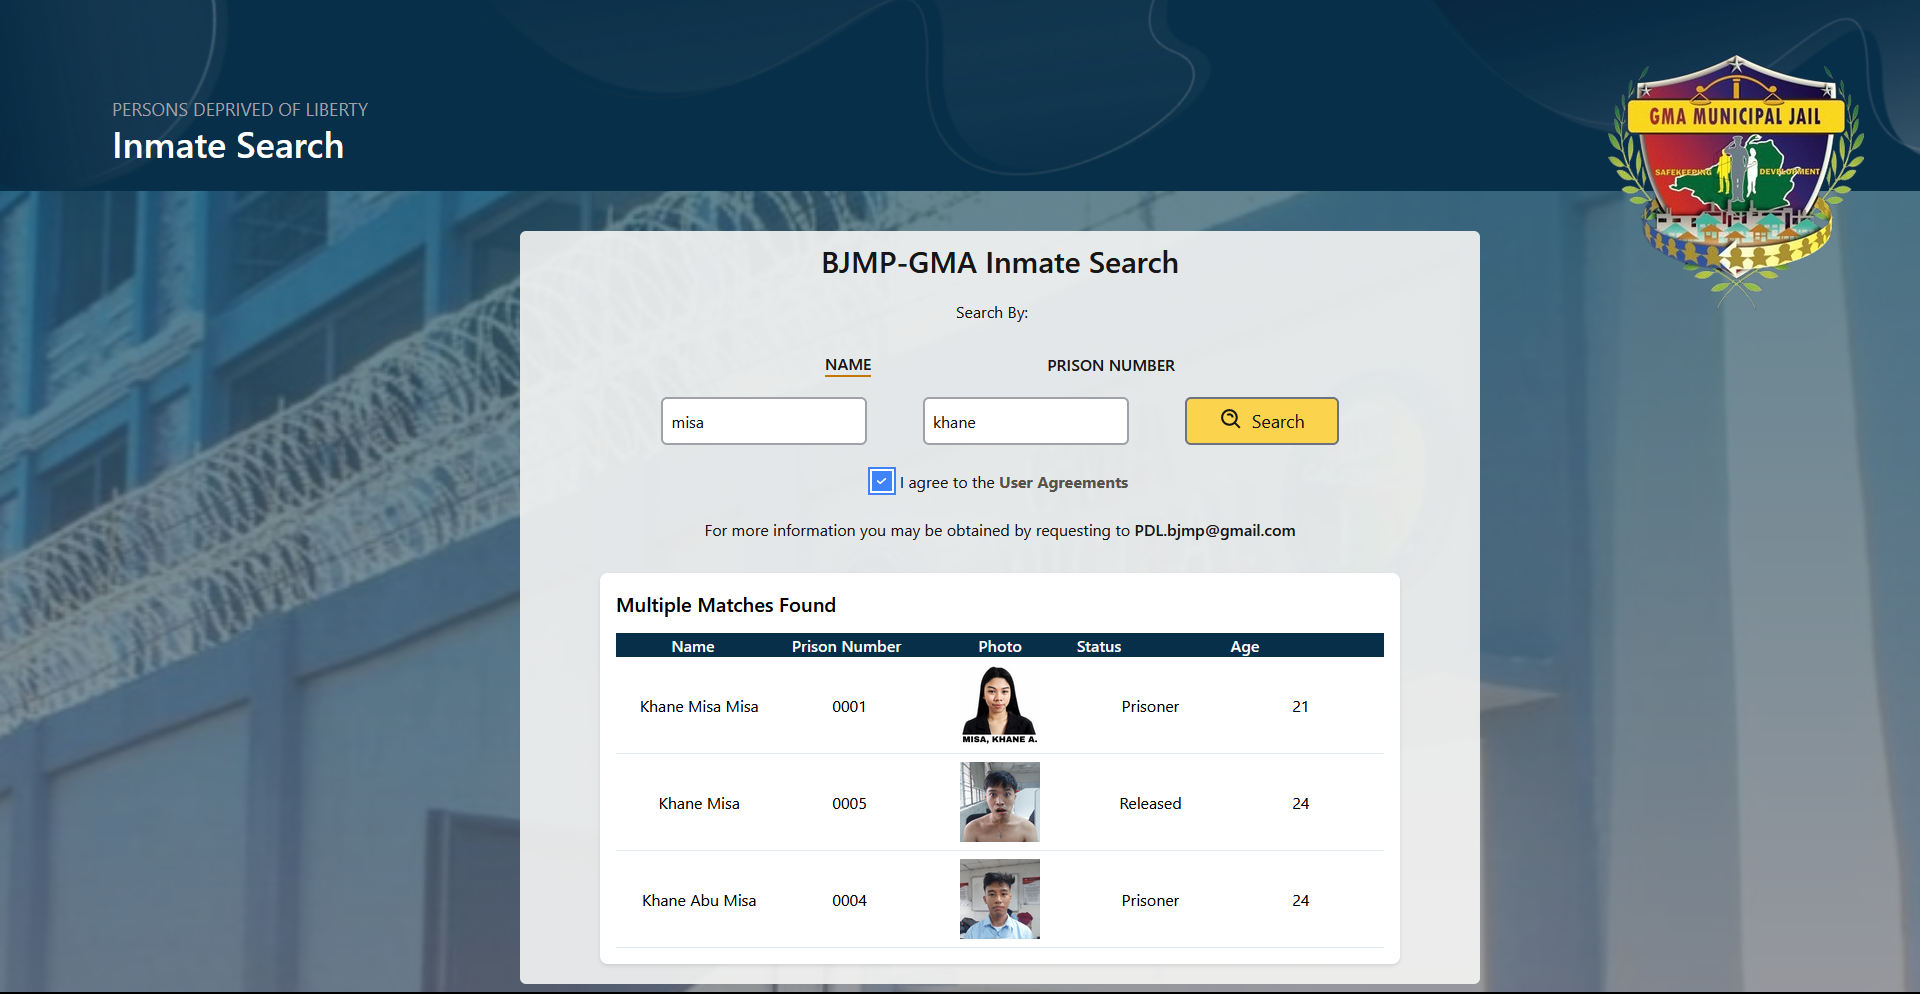 PERSONS DEPRIVED OF LIBERTY
Inmate Search
GMA MUNICIPAL JAIL
SAFEKEEPING DEVELOPMENT
BJMP-GMA Inmate Search
Search By:
NAME PRISON NUMBER
misa khane Search
I agree to the User Agreements
For more information you may be obtained by requesting to PDL.bjmp@gmail.com
Multiple Matches Found
Name Prison Number Photo Status Age
Khane Misa Misa 0001 Prisoner 21
MISA, KHANE A.
Khane Misa 0005 Released 24
Khane Abu Misa 0004 Prisoner 24